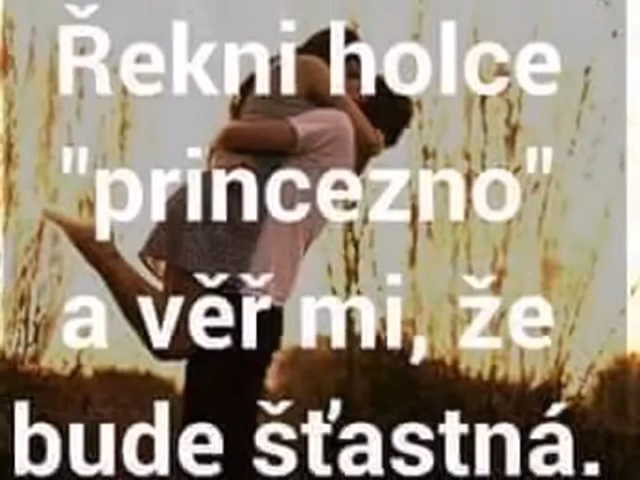 Řekni holce
"princezno"
a věř mi, že
bude šťastná.